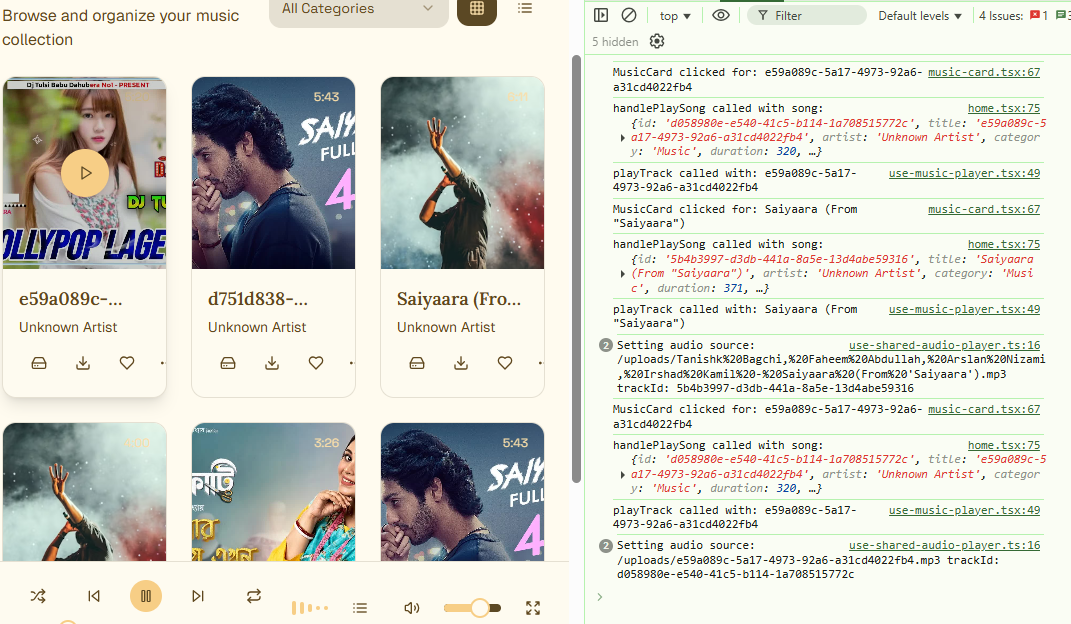 Browse and organize your music
collection
All Categories
Dj Tulsi Babu Dahubera No1 - PRESENT
DJ TU
OLLYPOP LAGE
5:43
SAIY
FULL
4
e59a089c-...
Unknown Artist
d751d838-...
Unknown Artist
Saiyaara (Fro...
Unknown Artist
3:26
5:43
SAIY
FULL
4
top
Filter
Default levels
4 Issues:
1
3
5 hidden
MusicCard clicked for: e59a089c-5a17-4973-92a6- music-card.tsx:67
a31cd4022fb4
handlePlaySong called with song: home.tsx:75
{id: 'd058980e-e540-41c5-b114-1a708515772c', title: 'e59a089c-5
a17-4973-92a6-a31cd4022fb4', artist: 'Unknown Artist', categor
y: 'Music', duration: 320, …}
playTrack called with: e59a089c-5a17- use-music-player.tsx:49
4973-92a6-a31cd4022fb4
MusicCard clicked for: Saiyaara (From music-card.tsx:67
"Saiyaara")
handlePlaySong called with song: home.tsx:75
{id: '5b4b3997-d3db-441a-8a5e-13d4abe59316', title: 'Saiyaara
(From "Saiyaara")', artist: 'Unknown Artist', category: 'Musi
c', duration: 371, …}
playTrack called with: Saiyaara (From use-music-player.tsx:49
"Saiyaara")
2 Setting audio source: use-shared-audio-player.ts:16
/uploads/Tanishk%20Bagchi,%20Faheem%20Abdullah,%20Arslan%20Nizami
,%20Irshad%20Kamil%20-%20Saiyaara%20(From%20'Saiyaara').mp3
trackId: 5b4b3997-d3db-441a-8a5e-13d4abe59316
MusicCard clicked for: e59a089c-5a17-4973-92a6- music-card.tsx:67
a31cd4022fb4
handlePlaySong called with song: home.tsx:75
{id: 'd058980e-e540-41c5-b114-1a708515772c', title: 'e59a089c-5
a17-4973-92a6-a31cd4022fb4', artist: 'Unknown Artist', categor
y: 'Music', duration: 320, …}
playTrack called with: e59a089c-5a17- use-music-player.tsx:49
4973-92a6-a31cd4022fb4
2 Setting audio source: use-shared-audio-player.ts:16
/uploads/e59a089c-5a17-4973-92a6-a31cd4022fb4.mp3 trackId:
d058980e-e540-41c5-b114-1a708515772c